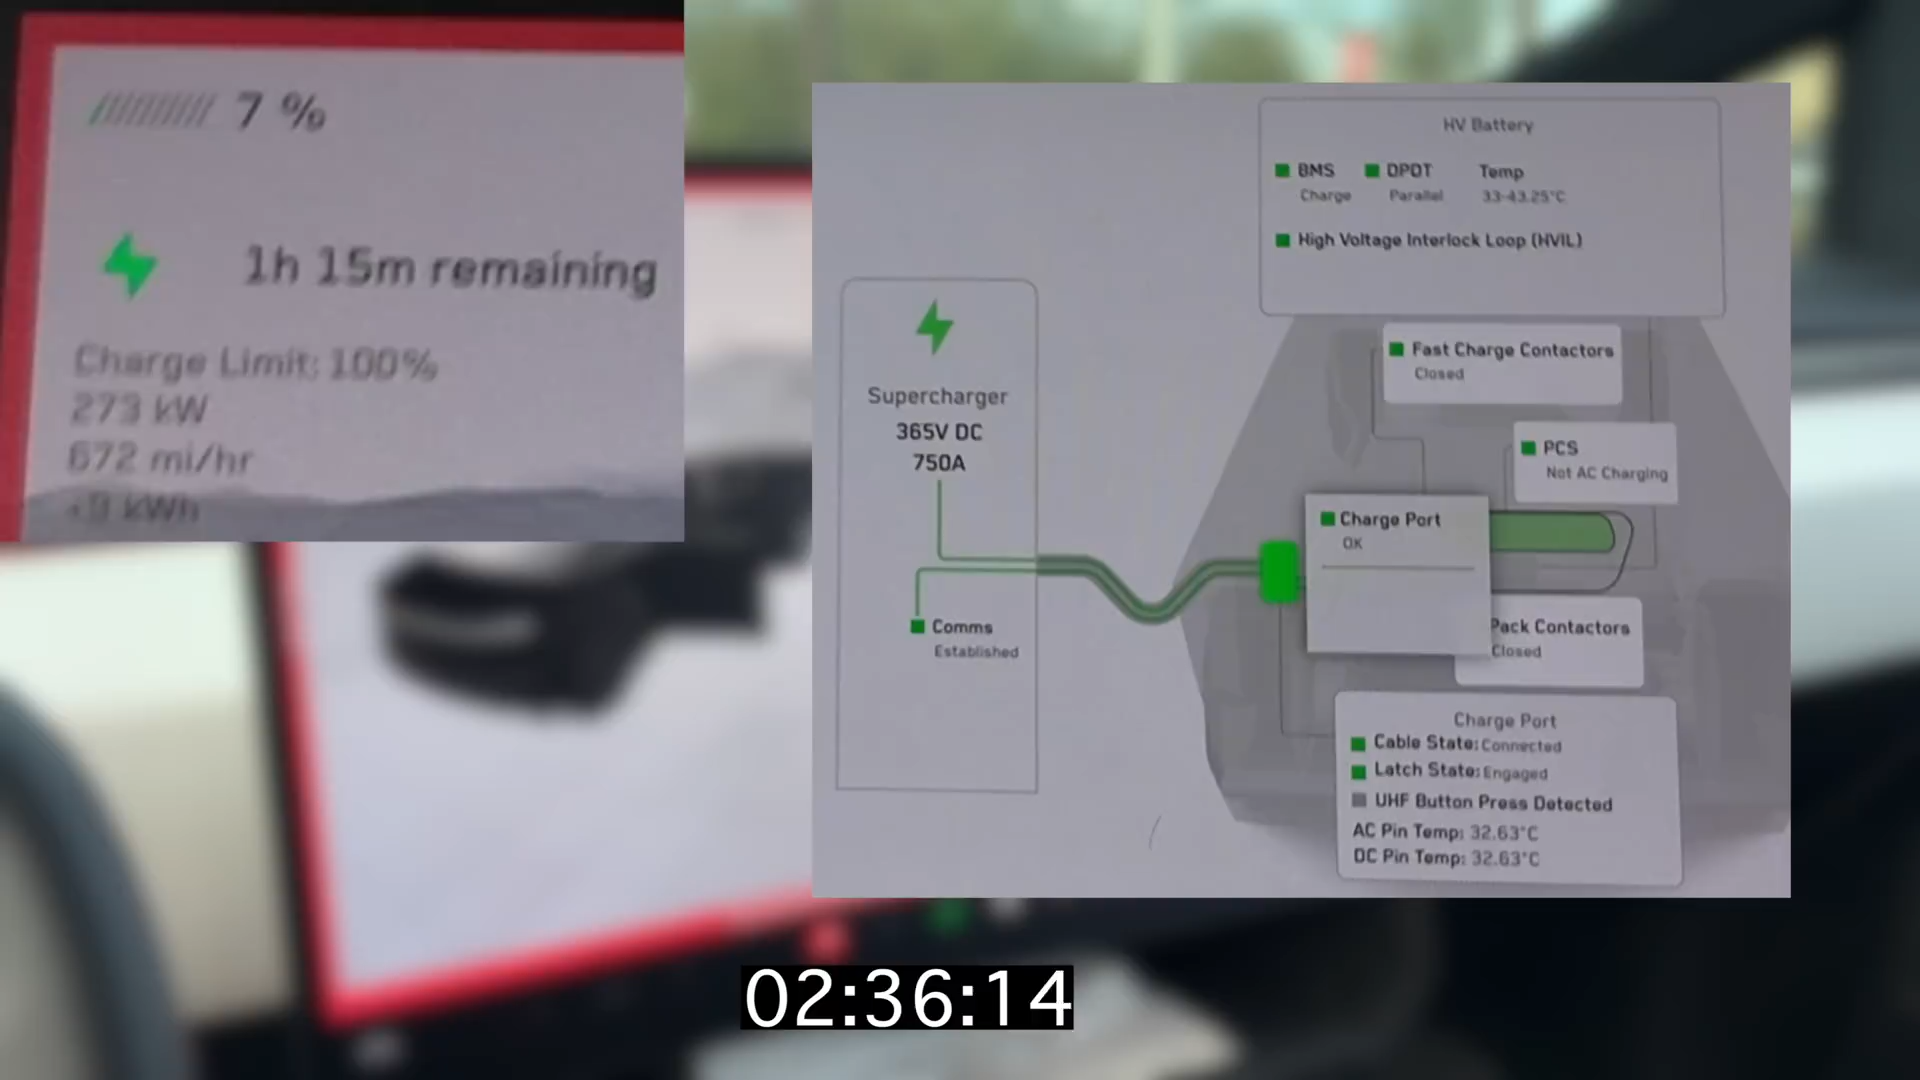 7 %
1h 15m remaining
Charge Limit: 100%
273 kW
672 mi/hr
+9 kWh
HV Battery
BMS DPDT Temp
Charge Parallel 33-43.25°C
High Voltage Interlock Loop (HVIL)
Fast Charge Contactors
Closed
Supercharger
365V DC
750A
PCS
Not AC Charging
Charge Port
OK
Comms
Established
Pack Contactors
Closed
Charge Port
Cable State: Connected
Latch State: Engaged
UHF Button Press Detected
AC Pin Temp: 32.63°C
DC Pin Temp: 32.63°C
02:36:14